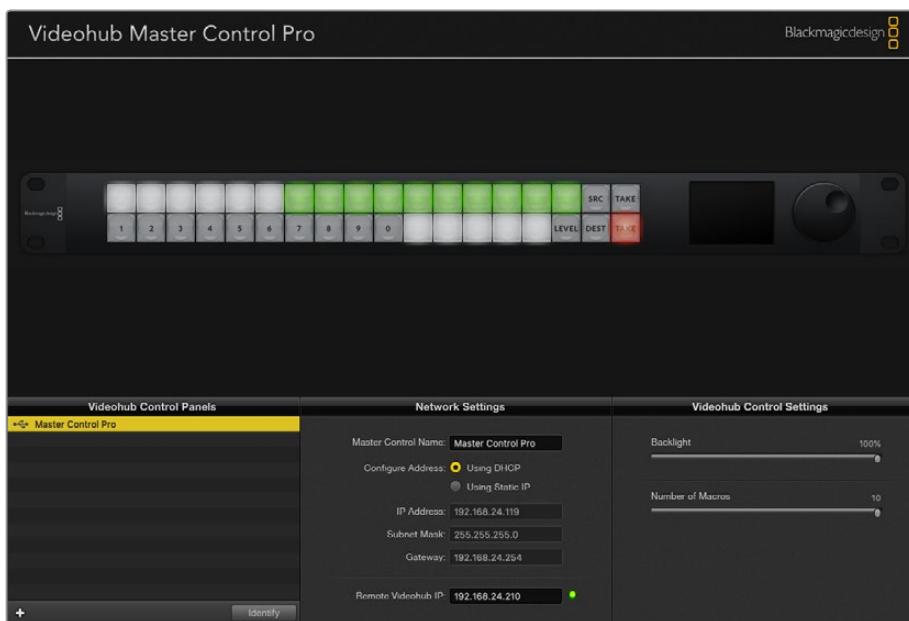 Videohub Master Control Pro
Blackmagicdesign
Blackmagicdesign
SRC TAKE
1 2 3 4 5 6 7 8 9 0 LEVEL DEST TAKE
Videohub Control Panels
Master Control Pro
Identify
Network Settings
Master Control Name: Master Control Pro
Configure Address: Using DHCP
Using Static IP
IP Address: 192.168.24.119
Subnet Mask: 255.255.255.0
Gateway: 192.168.24.254
Remote Videohub IP: 192.168.24.210
Videohub Control Settings
Backlight 100%
Number of Macros 10